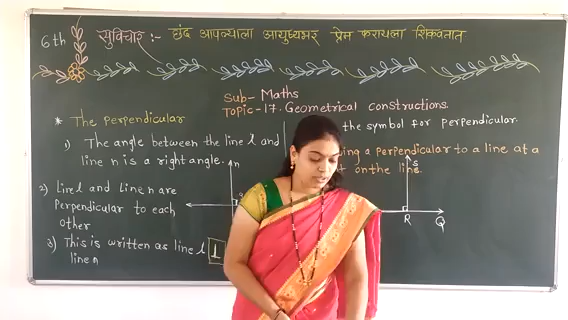 6th
सुविचार :- छंद आपल्याला आयुष्यभर प्रेम करायला शिकवतात
Sub- Maths
Topic-17. Geometrical constructions.
* The perpendicular
1) The angle between the line l and
line n is a right angle.
2) Line l and Line n are
Perpendicular to each
other
3) This is written as line l ⊥
line n
n
the symbol for perpendicular.
a perpendicular to a line at a
on the line.
S
R
Q